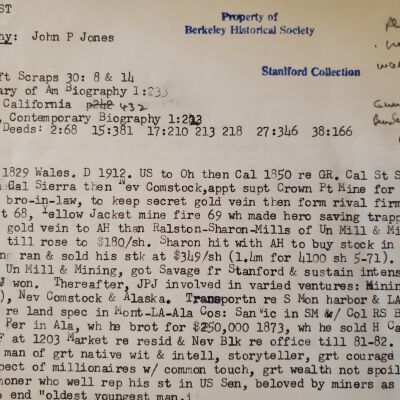 ST
Property of
Berkeley Historical Society
hy: John P Jones
Staniford Collection
ft Scraps 30: 8 & 14
ary of Am Biography 1:233
California p242 432
, Contemporary Biography 1:223
Deeds: 2:68 15:381 17:210 213 218 27:346 38:166
1829 Wales. D 1912. US to Oh then Cal 1850 re GR. Cal St S
n Cal Sierra then Nev Comstock,appt supt Crown Pt Mine for
bro-in-law, to keep secret gold vein then form rival firm
t 68, Yellow Jacket mine fire 69 wh made hero saving trapp
gold vein to AH than Ralston-Sharon-Mills of Un Mill & Mi
till rose to $180/sh. Sharon hit with AH to buy stock in
n ran & sold his stk at $349/sh (1.4m for 4100 sh 5-71).
Un Mill & Mining, got Savage fr Stanford & sustain intens
J won. Thereafter, JPJ involved in varied ventures: Minin
), Nev Comstock & Alaska. Transportn re S Mon harbor & LA
re land spec in Mont-LA-Ala Cos: San Vic in SM w/ Col RS B
Per in Ala, wh he brot for $250,000 1873, wh he sold H Ca
F at 1203 Market re resid & Nev Blk re office till 81-82.
man of grt native wit & intell, storyteller, grt courage
pect of millionaires w/ common touch, grt wealth not spoil
moner who well rep his st in US Sen, beloved by miners as
o end "oldest youngest man.